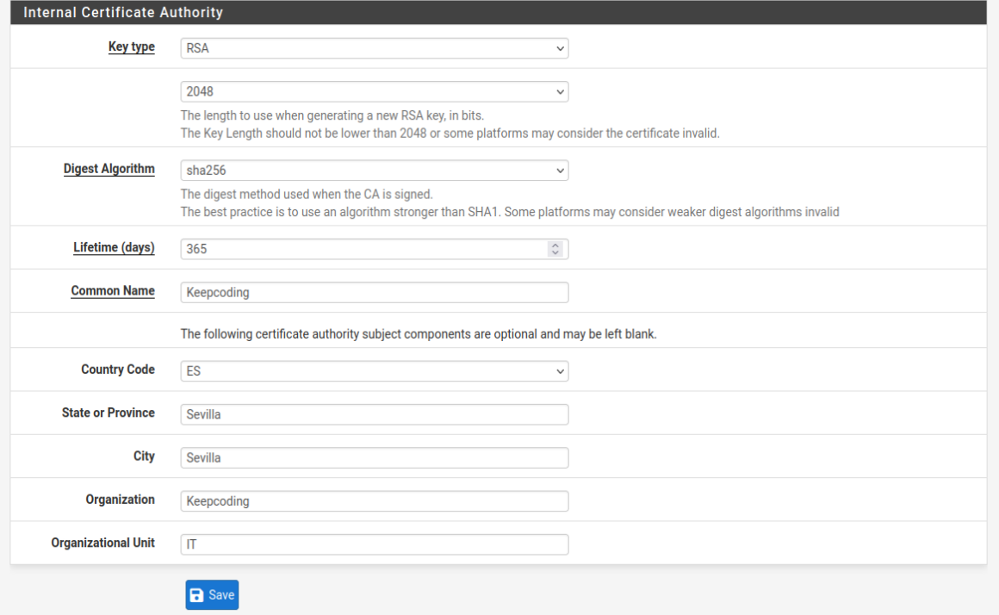 Internal Certificate Authority
Key type RSA
2048
The length to use when generating a new RSA key, in bits.
The Key Length should not be lower than 2048 or some platforms may consider the certificate invalid.
Digest Algorithm sha256
The digest method used when the CA is signed.
The best practice is to use an algorithm stronger than SHA1. Some platforms may consider weaker digest algorithms invalid
Lifetime (days) 365
Common Name Keepcoding
The following certificate authority subject components are optional and may be left blank.
Country Code ES
State or Province Sevilla
City Sevilla
Organization Keepcoding
Organizational Unit IT
Save